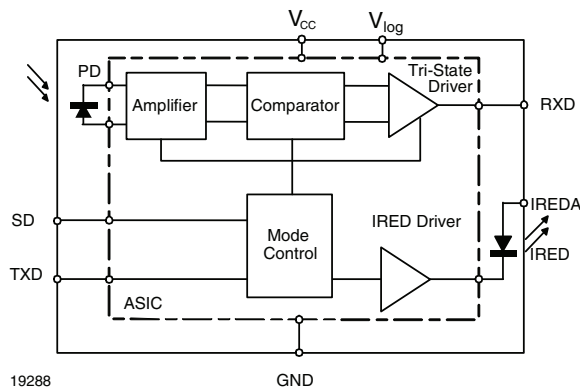 VCC
Vlog
PD
Tri-State
Driver
Amplifier
Comparator
RXD
SD
IRED Driver
IREDA
Mode
Control
IRED
TXD
ASIC
19288
GND